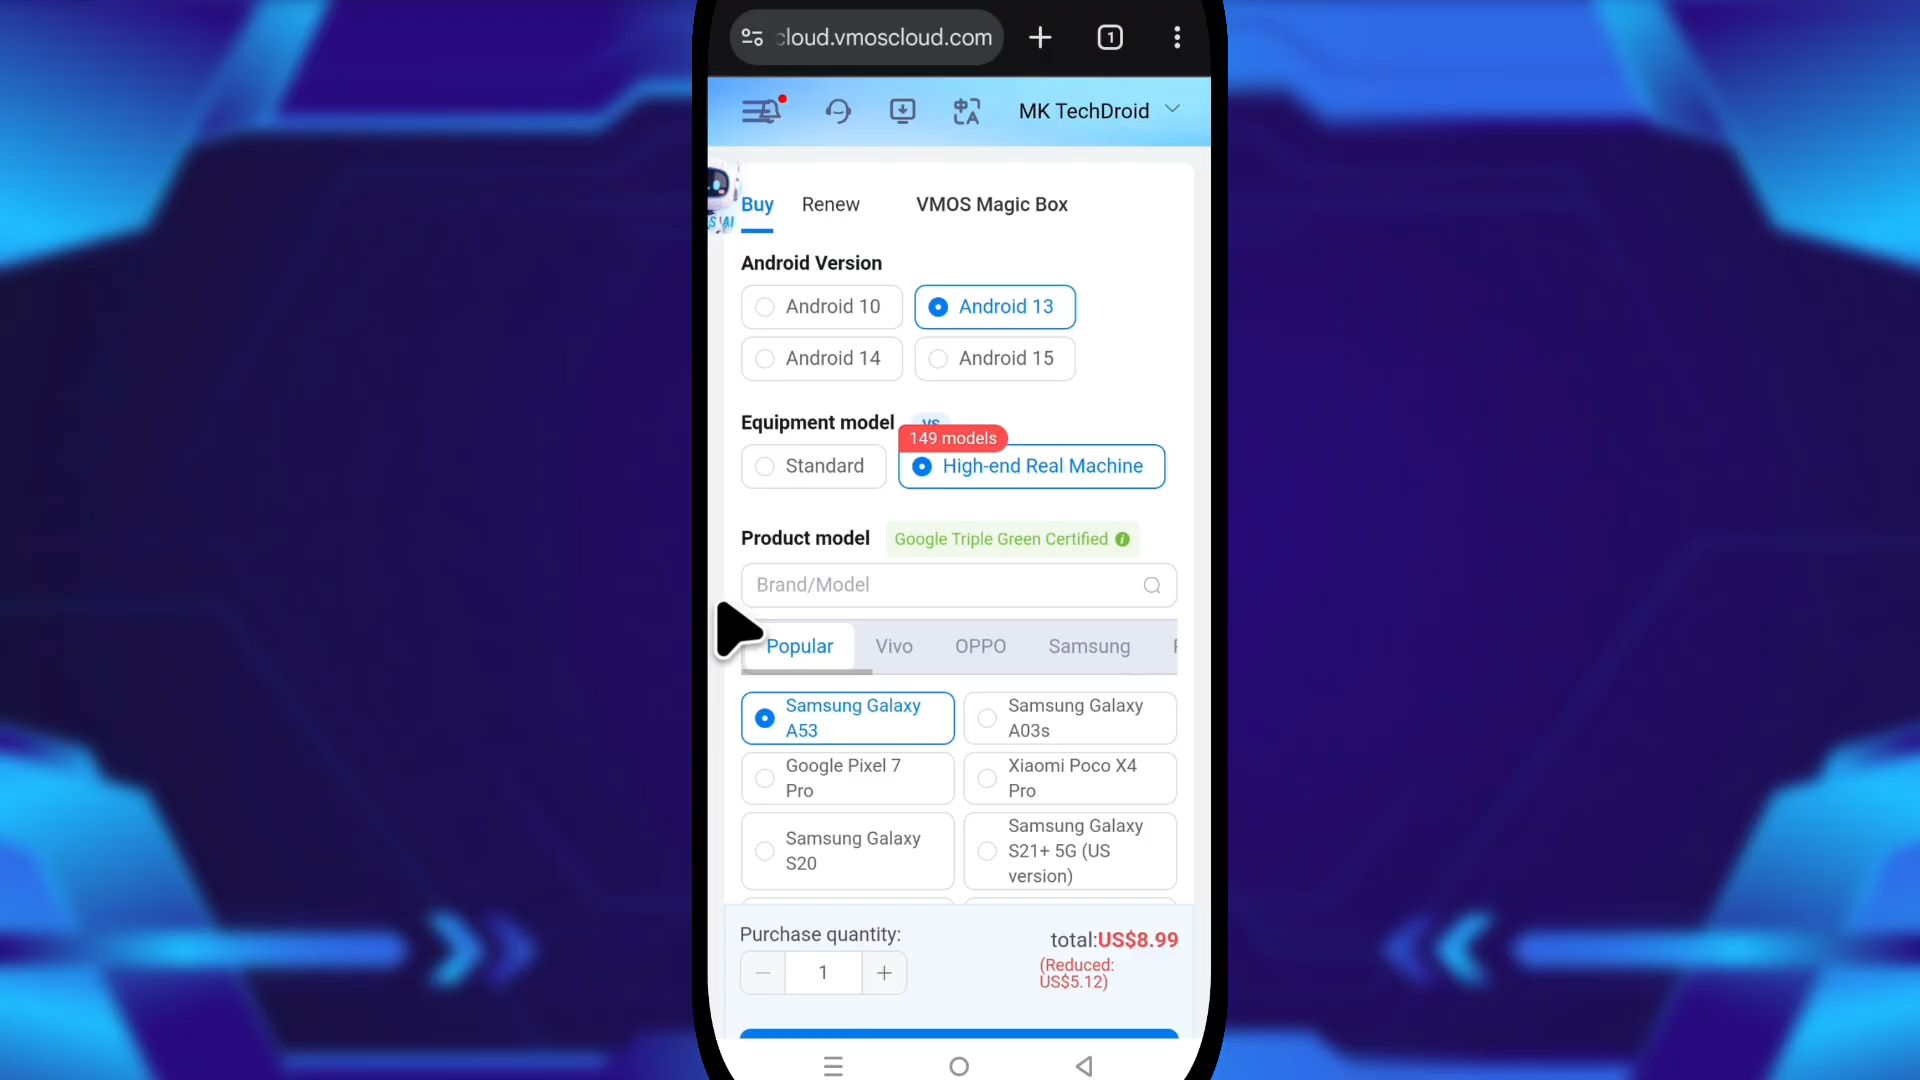 cloud.vmoscloud.com
1
MK TechDroid
Buy Renew VMOS Magic Box
Android Version
Android 10 Android 13
Android 14 Android 15
Equipment model
149 models
Standard High-end Real Machine
Product model Google Triple Green Certified
Brand/Model
Popular Vivo OPPO Samsung
Samsung Galaxy
A53
Samsung Galaxy
A03s
Google Pixel 7
Pro
Xiaomi Poco X4
Pro
Samsung Galaxy
S20
Samsung Galaxy
S21+ 5G (US
version)
Purchase quantity:
1
total:US$8.99
(Reduced:
US$5.12)